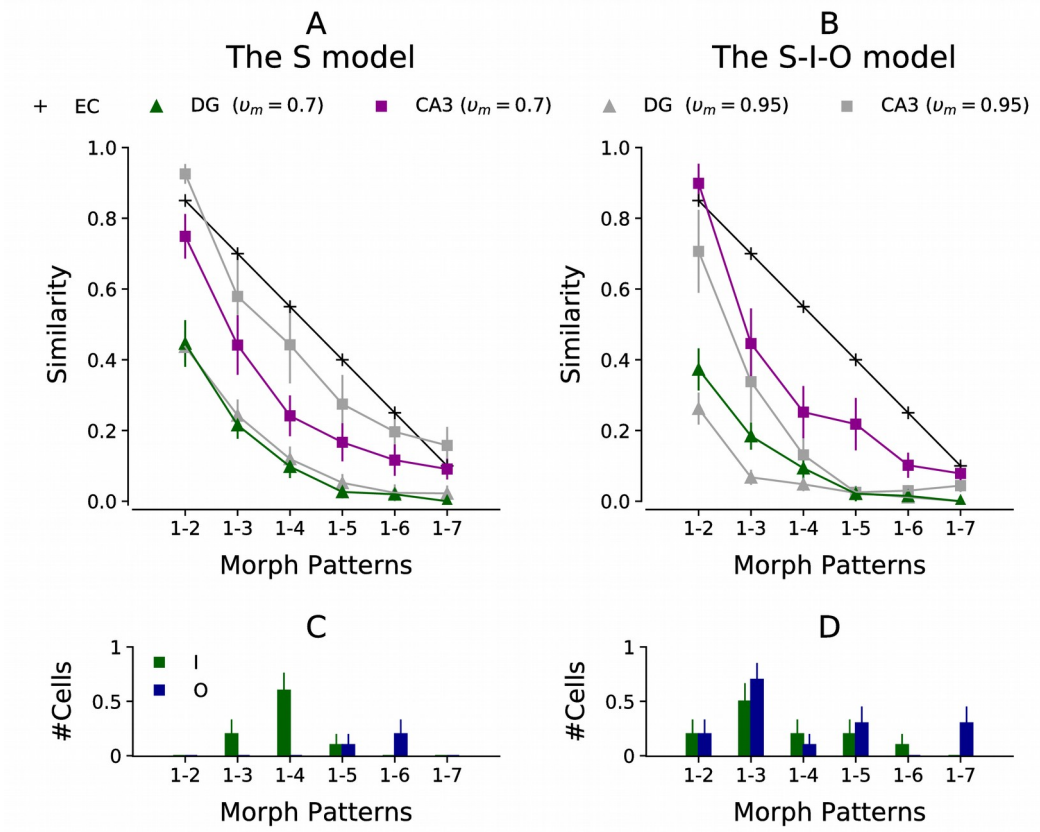 A
The S model
B
The S-I-O model
+ EC ▲ DG (υm = 0.7) ■ CA3 (υm = 0.7) ▲ DG (υm = 0.95) ■ CA3 (υm = 0.95)
1.0
0.8
0.6
0.4
0.2
0.0
Similarity
1-2 1-3 1-4 1-5 1-6 1-7
Morph Patterns
1.0
0.8
0.6
0.4
0.2
0.0
Similarity
1-2 1-3 1-4 1-5 1-6 1-7
Morph Patterns
C
I
O
1
0.5
0
#Cells
1-2 1-3 1-4 1-5 1-6 1-7
Morph Patterns
D
1
0.5
0
#Cells
1-2 1-3 1-4 1-5 1-6 1-7
Morph Patterns